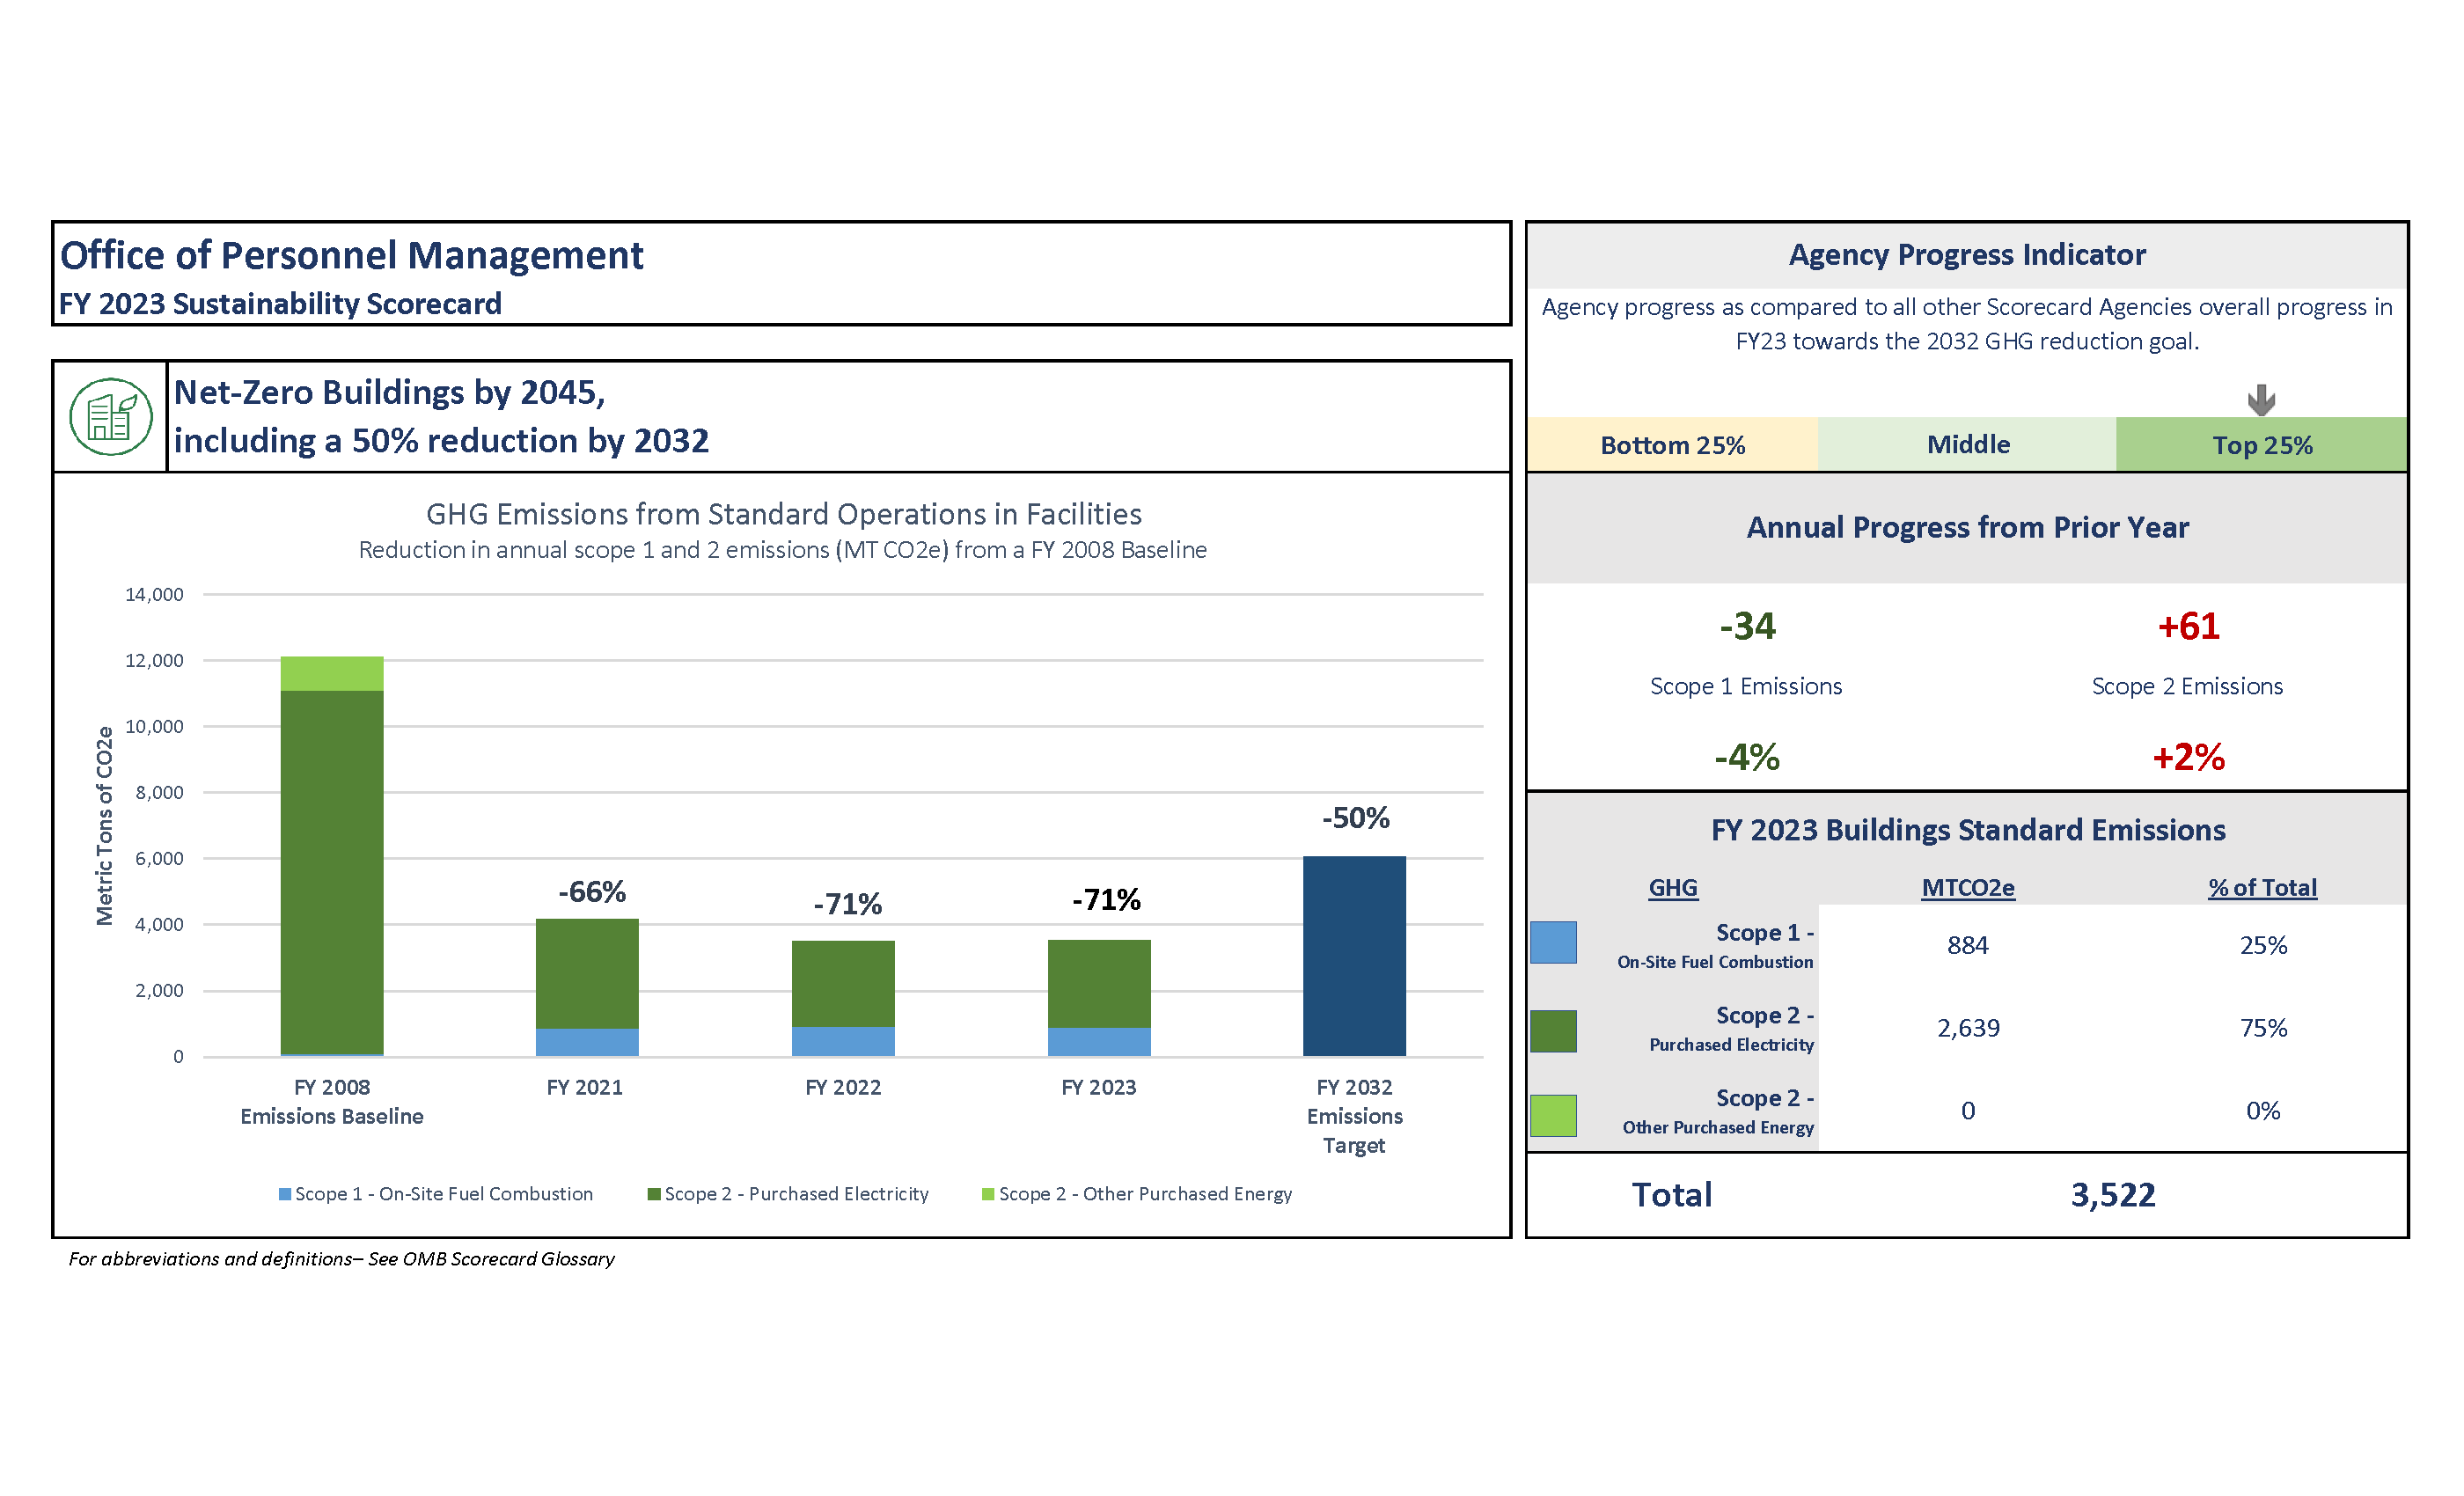 Office of Personnel Management
FY 2023 Sustainability Scorecard
Net-Zero Buildings by 2045,
including a 50% reduction by 2032
GHG Emissions from Standard Operations in Facilities
Reduction in annual scope 1 and 2 emissions (MT CO2e) from a FY 2008 Baseline
Metric Tons of CO2e
14,000
12,000
10,000
8,000
6,000
4,000
2,000
0
-66%
-71%
-71%
-50%
FY 2008
Emissions Baseline
FY 2021
FY 2022
FY 2023
FY 2032
Emissions
Target
Scope 1 - On-Site Fuel Combustion
Scope 2 - Purchased Electricity
Scope 2 - Other Purchased Energy
For abbreviations and definitions– See OMB Scorecard Glossary
Agency Progress Indicator
Agency progress as compared to all other Scorecard Agencies overall progress in
FY23 towards the 2032 GHG reduction goal.
Bottom 25%
Middle
Top 25%
Annual Progress from Prior Year
-34
+61
Scope 1 Emissions
Scope 2 Emissions
-4%
+2%
FY 2023 Buildings Standard Emissions
GHG MTCO2e % of Total
Scope 1 -
On-Site Fuel Combustion
884 25%
Scope 2 -
Purchased Electricity
2,639 75%
Scope 2 -
Other Purchased Energy
0 0%
Total 3,522